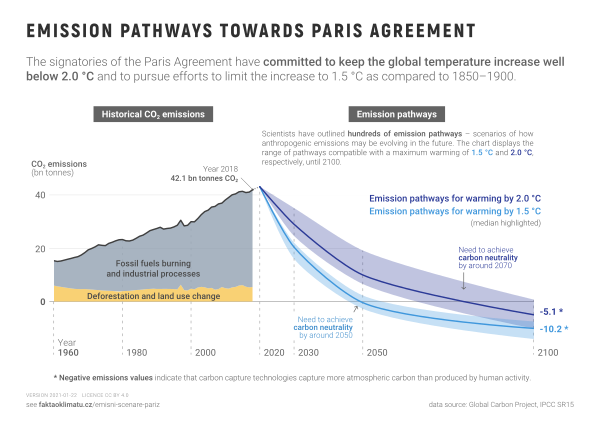 EMISSION PATHWAYS TOWARDS PARIS AGREEMENT
The signatories of the Paris Agreement have committed to keep the global temperature increase well
below 2.0 °C and to pursue efforts to limit the increase to 1.5 °C as compared to 1850–1900.
Historical CO₂ emissions
Emission pathways
Scientists have outlined hundreds of emission pathways – scenarios of how
anthropogenic emissions may be evolving in the future. The chart displays the
range of pathways compatible with a maximum warming of 1.5 °C and 2.0 °C,
respectively, until 2100.
CO₂ emissions
(bn tonnes)
Year 2018
42.1 bn tonnes CO₂
40
20
0
Emission pathways for warming by 2.0 °C
Emission pathways for warming by 1.5 °C
(median highlighted)
Need to achieve
carbon neutrality
by around 2070
Fossil fuels burning
and industrial processes
Deforestation and land use change
Need to achieve
carbon neutrality
by around 2050
-5.1 *
-10.2 *
Year
1960
1980
2000
2020
2030
2050
2100
* Negative emissions values indicate that carbon capture technologies capture more atmospheric carbon than produced by human activity.
VERSION 2021-01-22 LICENCE CC BY 4.0
see faktaoklimatu.cz/emisni-scenare-pariz
data source: Global Carbon Project, IPCC SR15